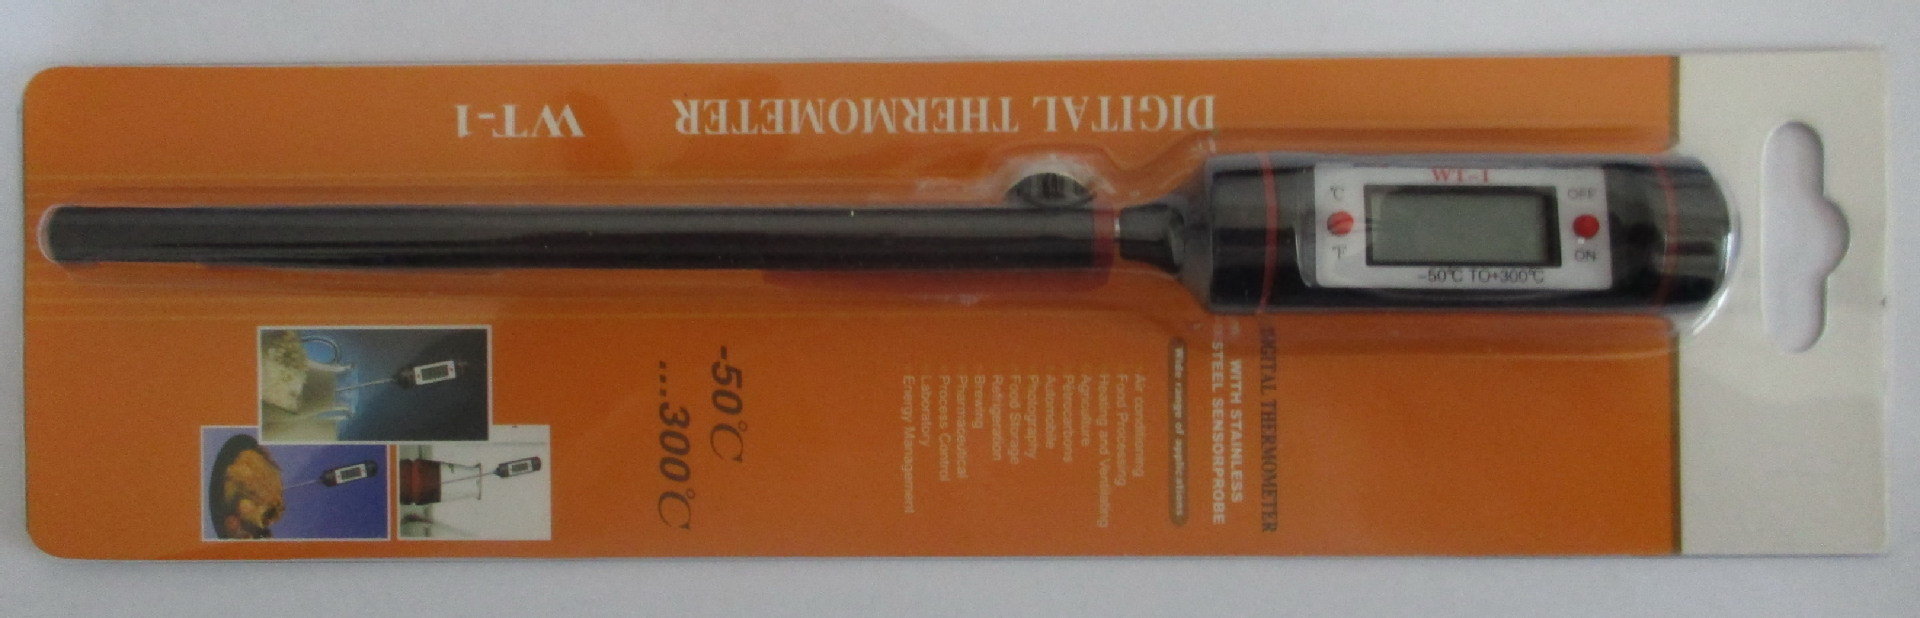 DIGITAL THERMOMETER WT-1
WT-1
°C
°F
OFF
ON
-50°C TO+300°C
DIGITAL THERMOMETER
WITH STAINLESS
STEEL SENSORPROBE
Wide range of applications
Air conditioning
Food Processing
Heating and Ventilating
Agriculture
Petrocarbons
Automobile
Photography
Food Storage
Refrigeration
Brewing
Pharmaceutical
Process Control
Laboratory
Energy Management
-50°C
...300°C